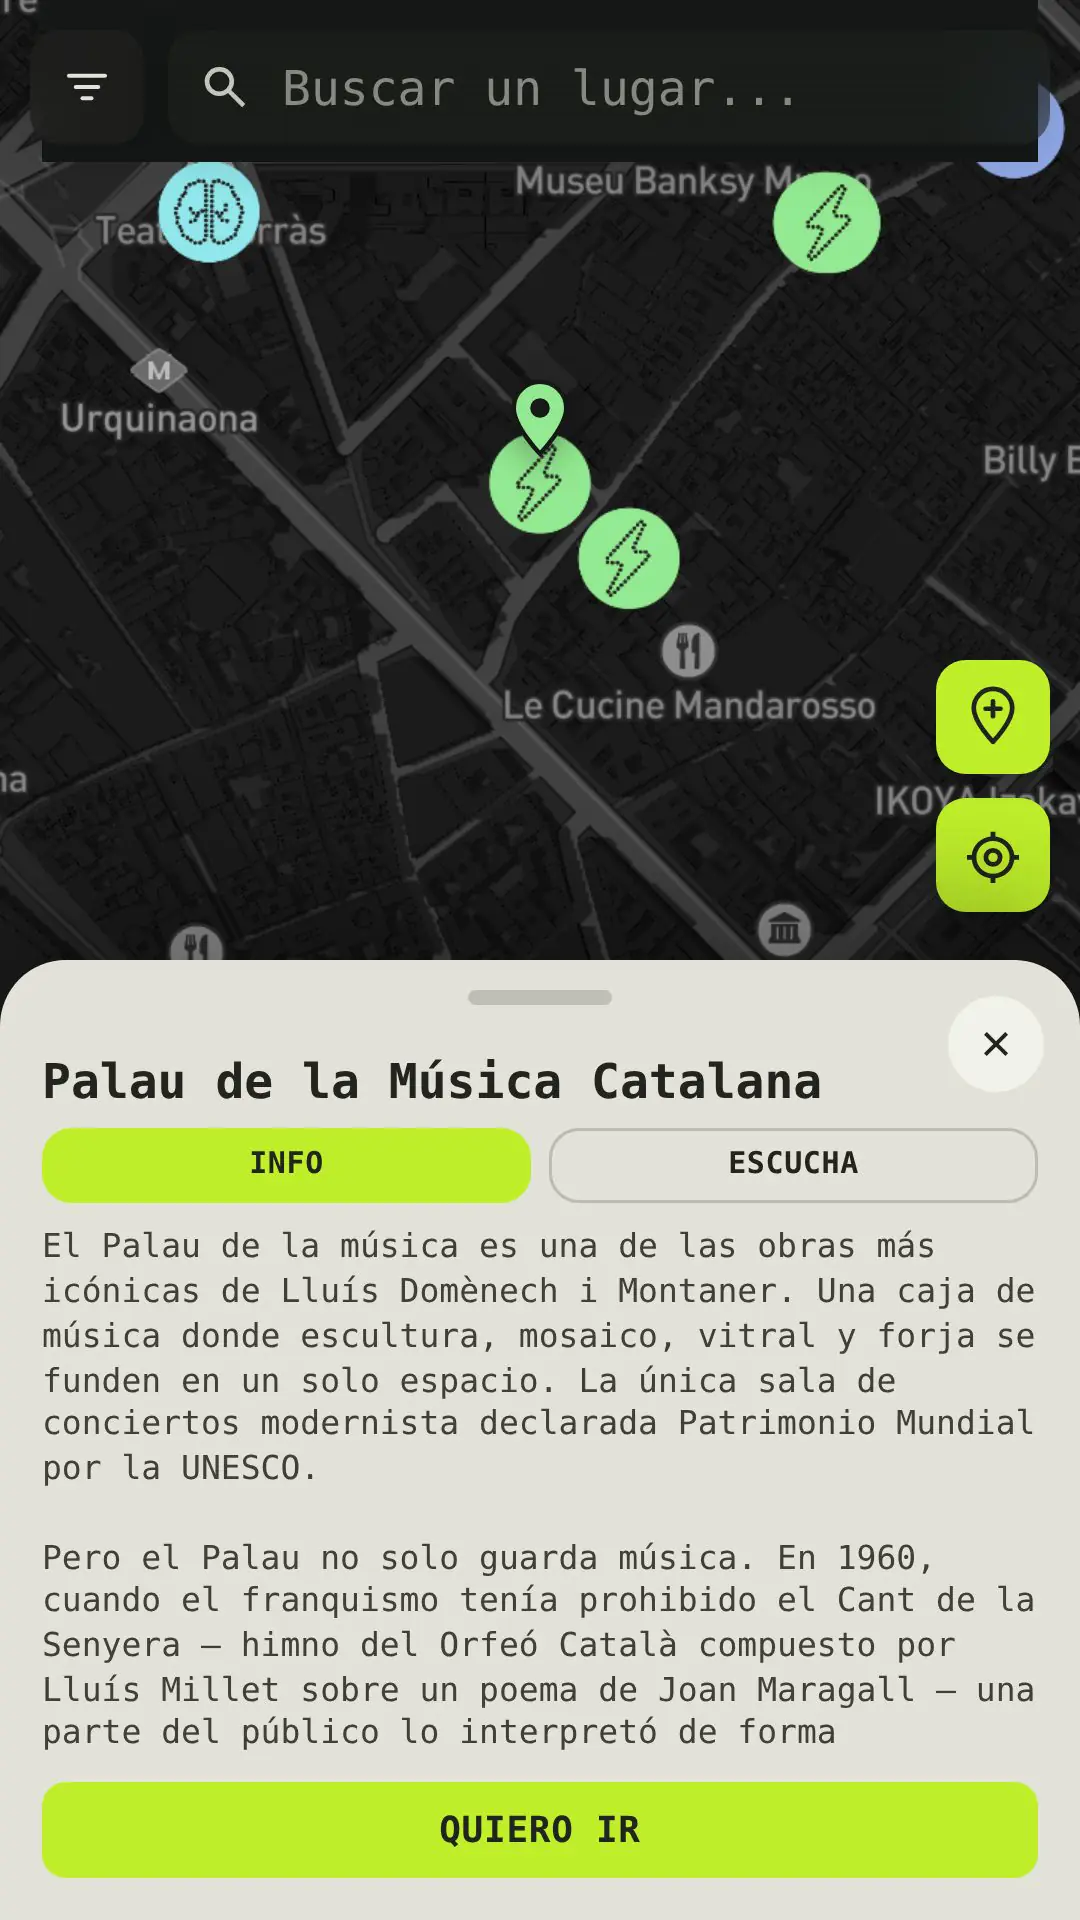 Buscar un lugar...
Museu Banksy
Urquinaona
M
Billy
Le Cucine Mandarosso
IKOYA
Palau de la Música Catalana
INFO
ESCUCHA
El Palau de la música es una de las obras más
icónicas de Lluís Domènech i Montaner. Una caja de
música donde escultura, mosaico, vitral y forja se
funden en un solo espacio. La única sala de
conciertos modernista declarada Patrimonio Mundial
por la UNESCO.
Pero el Palau no solo guarda música. En 1960,
cuando el franquismo tenía prohibido el Cant de la
Senyera — himno del Orfeó Català compuesto por
Lluís Millet sobre un poema de Joan Maragall — una
parte del público lo interpretó de forma
QUIERO IR